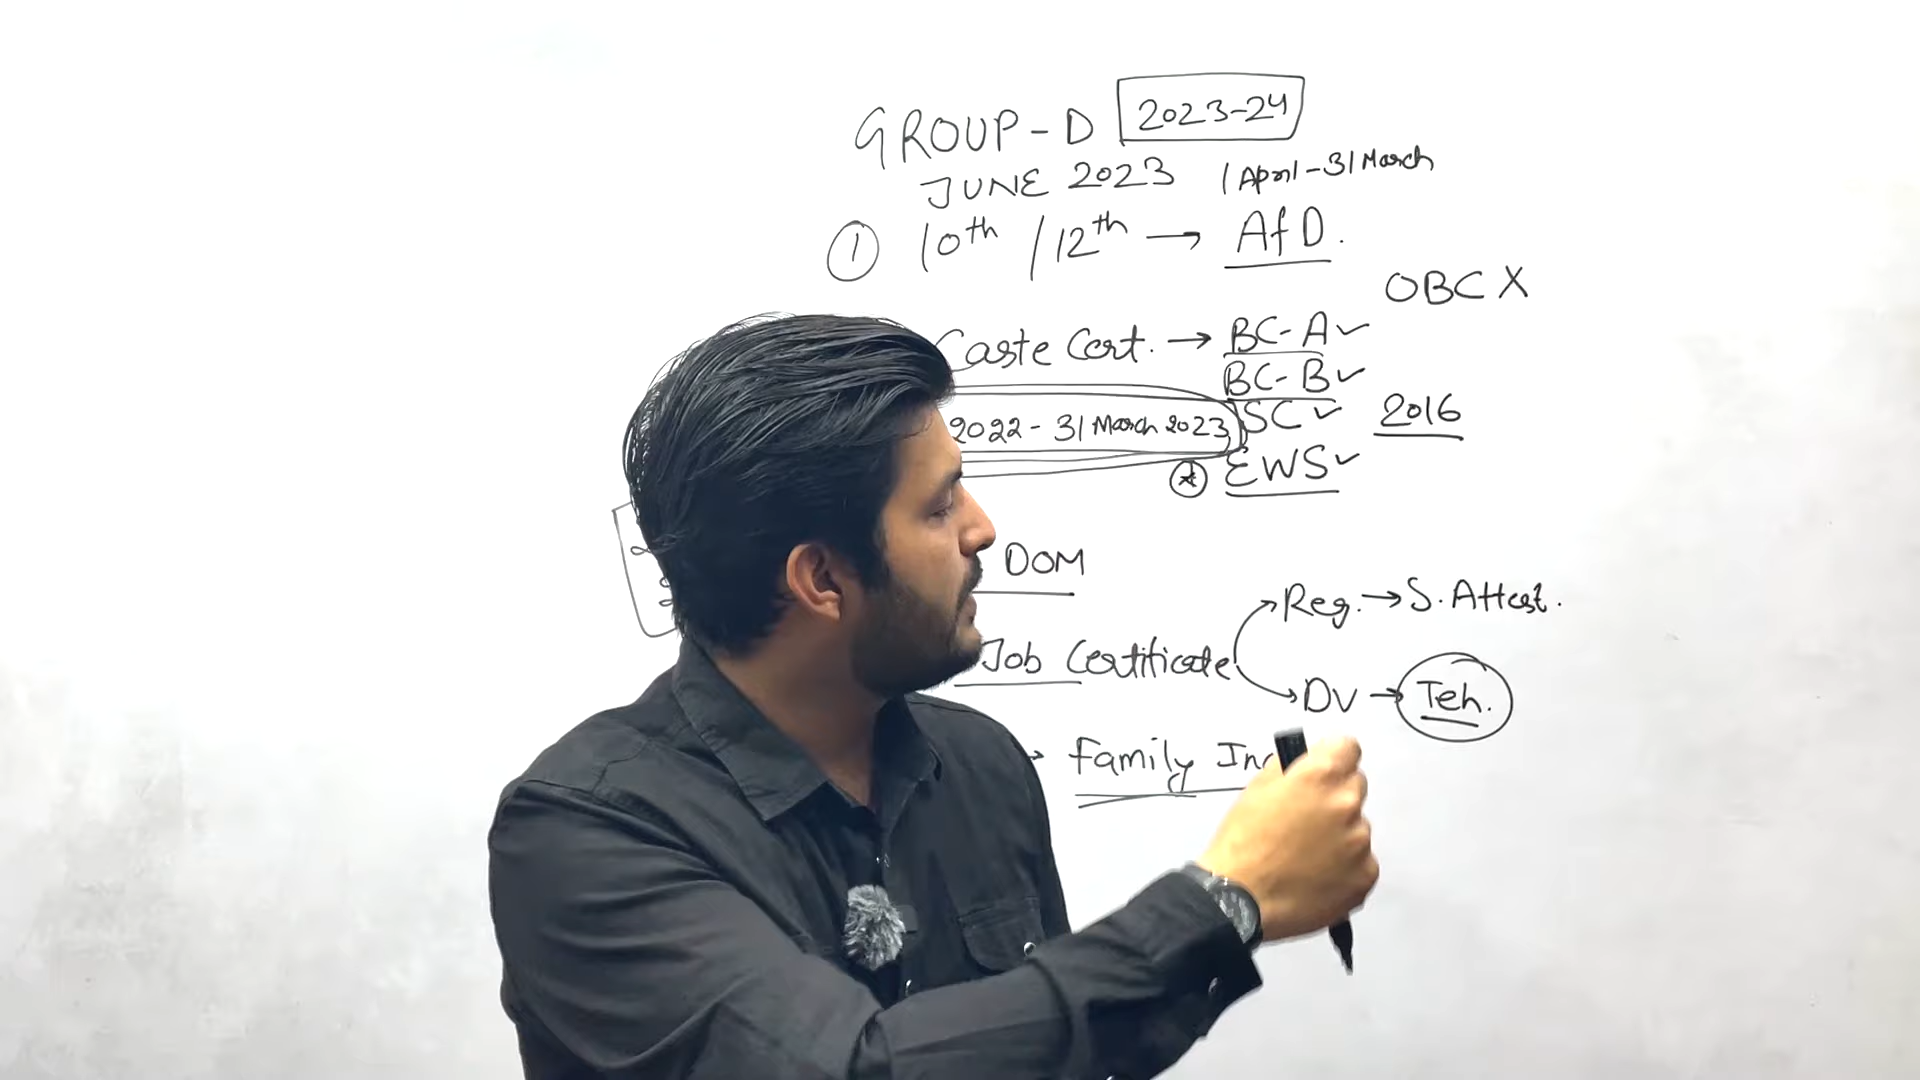 GROUP-D 2023-24
JUNE 2023 1 April-31 March
① 10th /12th → AfD.
OBC X
Caste Cert. → BC-A✓
BC-B✓
2022 - 31 March 2023 SC✓ 2016
EWS✓
DOM
Reg. → S. Attest.
Job Certificate
DV → Teh.
→ Family Inc